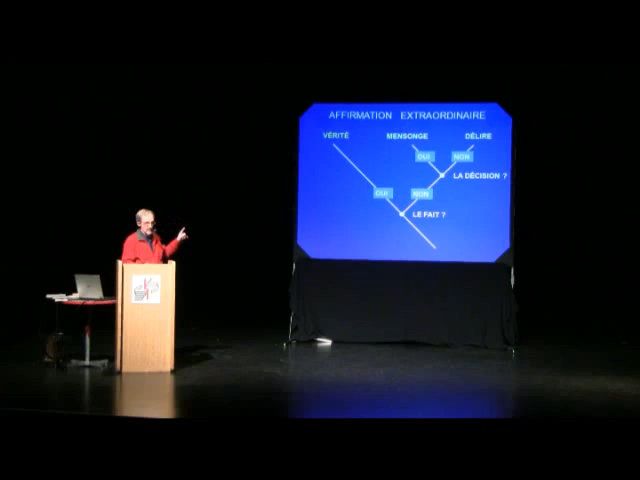 AFFIRMATION EXTRAORDINAIRE
VÉRITÉ MENSONGE DÉLIRE
OUI NON
LA DÉCISION ?
OUI NON
LE FAIT ?